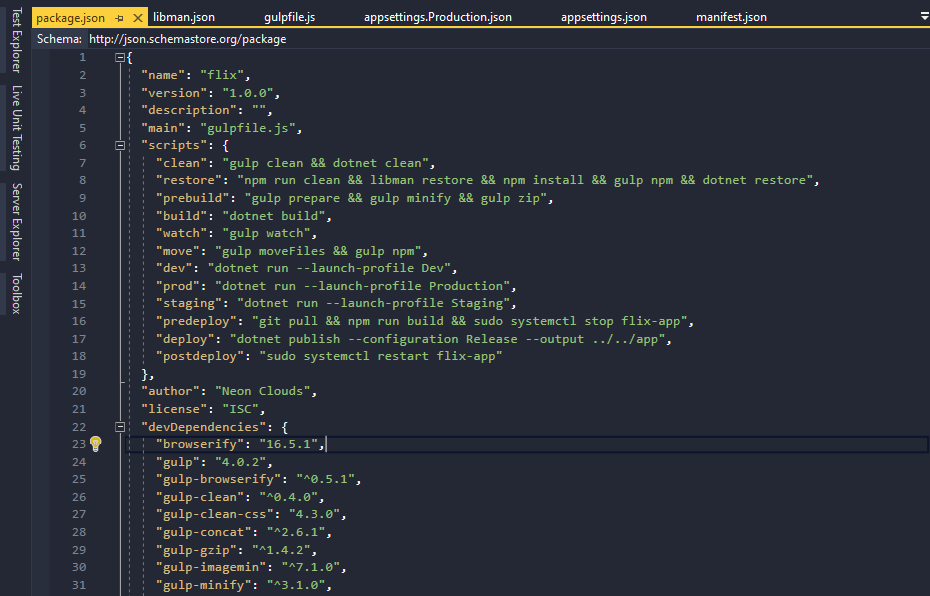 package.json libman.json gulpfile.js appsettings.Production.json appsettings.json manifest.json
Schema: http://json.schemastore.org/package
Test Explorer
Live Unit Testing
Server Explorer
Toolbox
1 {
2 "name": "flix",
3 "version": "1.0.0",
4 "description": "",
5 "main": "gulpfile.js",
6 "scripts": {
7 "clean": "gulp clean && dotnet clean",
8 "restore": "npm run clean && libman restore && npm install && gulp npm && dotnet restore",
9 "prebuild": "gulp prepare && gulp minify && gulp zip",
10 "build": "dotnet build",
11 "watch": "gulp watch",
12 "move": "gulp moveFiles && gulp npm",
13 "dev": "dotnet run --launch-profile Dev",
14 "prod": "dotnet run --launch-profile Production",
15 "staging": "dotnet run --launch-profile Staging",
16 "predeploy": "git pull && npm run build && sudo systemctl stop flix-app",
17 "deploy": "dotnet publish --configuration Release --output ../../app",
18 "postdeploy": "sudo systemctl restart flix-app"
19 },
20 "author": "Neon Clouds",
21 "license": "ISC",
22 "devDependencies": {
23 "browserify": "16.5.1",
24 "gulp": "4.0.2",
25 "gulp-browserify": "^0.5.1",
26 "gulp-clean": "^0.4.0",
27 "gulp-clean-css": "4.3.0",
28 "gulp-concat": "^2.6.1",
29 "gulp-gzip": "^1.4.2",
30 "gulp-imagemin": "^7.1.0",
31 "gulp-minify": "^3.1.0",